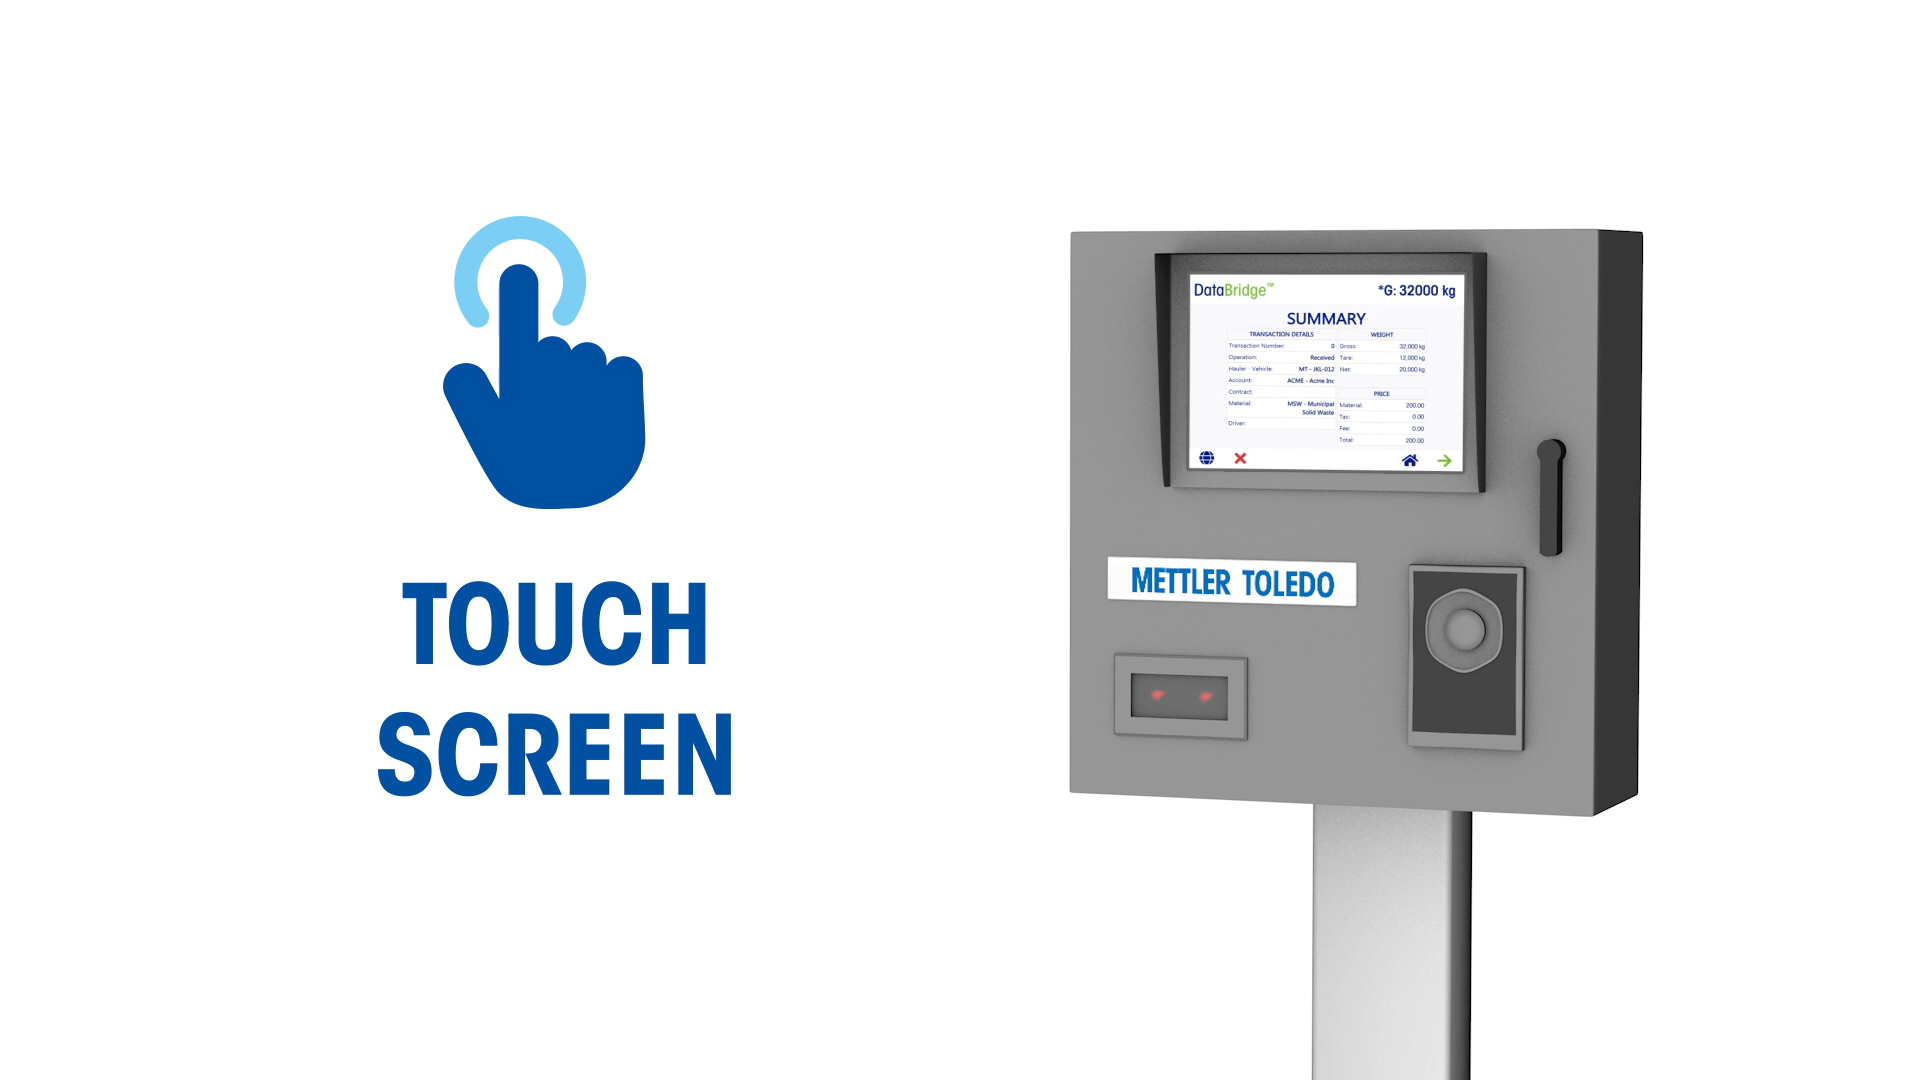 TOUCH
SCREEN
DataBridge™
*G: 32000 kg
SUMMARY
TRANSACTION DETAILS
Transaction Number: 0
Operation: Received
Hauler - Vehicle: MT - JKL-012
Account: ACME - Acme Inc
Contract:
Material: MSW - Municipal
Solid Waste
Driver:
WEIGHT
Gross: 32,000 kg
Tare: 12,000 kg
Net: 20,000 kg
PRICE
Material: 200.00
Tax: 0.00
Fee: 0.00
Total: 200.00
METTLER TOLEDO